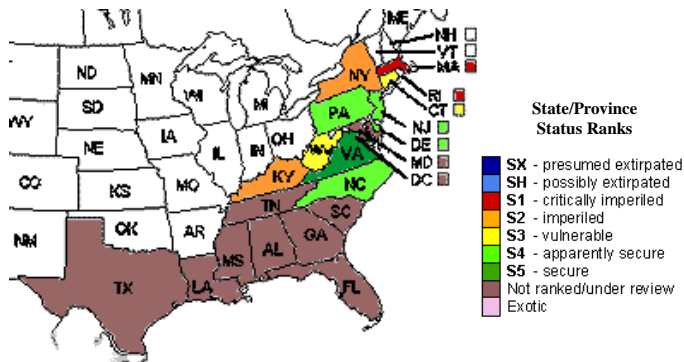 ME
NH
VT
MA
ND
MN
NY
WI
SD
MI
RI
CT
WY
PA
NJ
IA
NE
OH
DE
IL
IN
WV
MD
VA
DC
CO
KS
MO
KY
NC
TN
OK
AR
SC
NM
GA
AL
MS
TX
LA
FL
State/Province
Status Ranks
SX - presumed extirpated
SH - possibly extirpated
S1 - critically imperiled
S2 - imperiled
S3 - vulnerable
S4 - apparently secure
S5 - secure
Not ranked/under review
Exotic